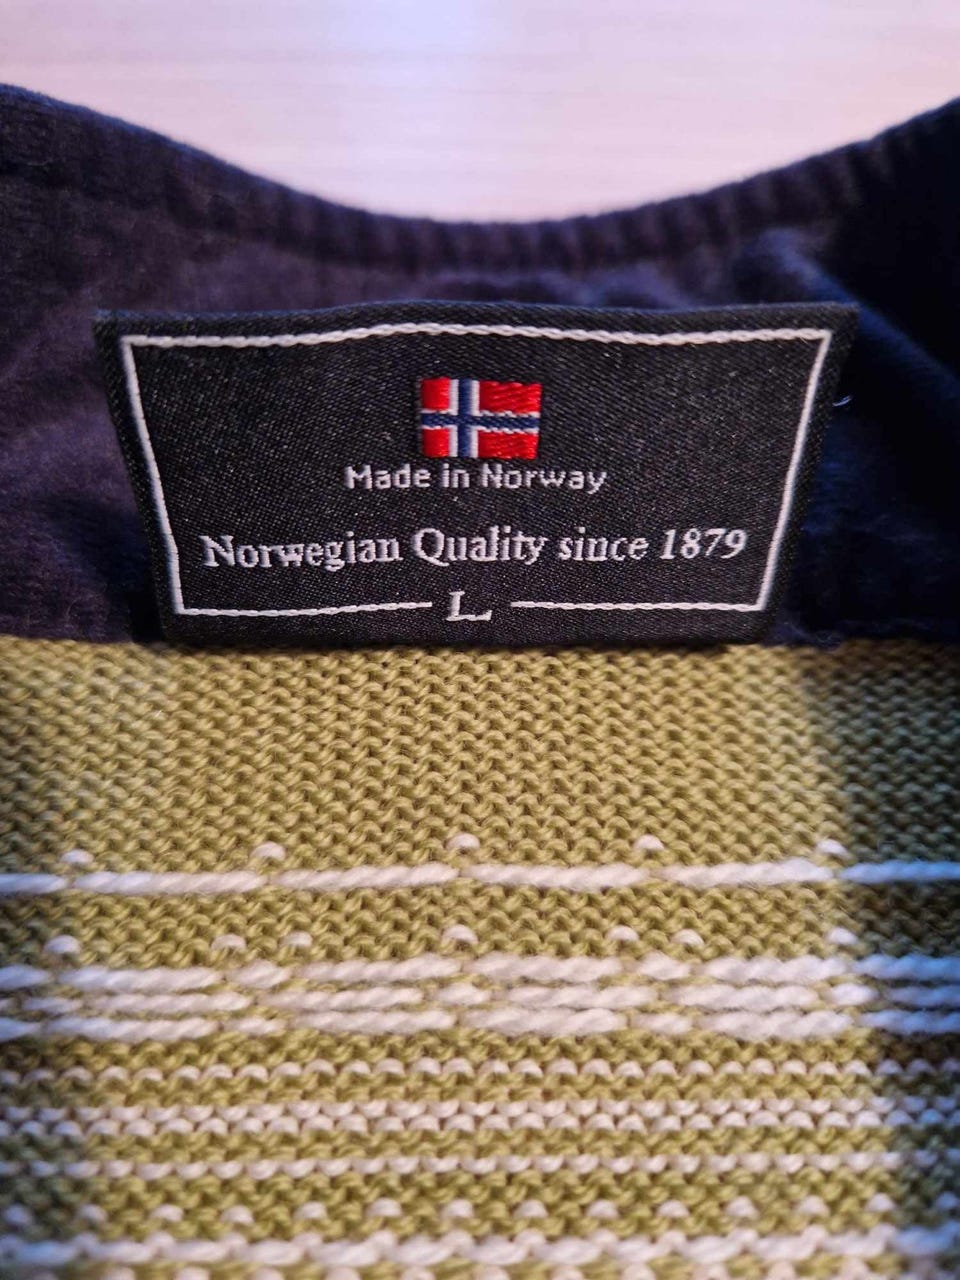 Made in Norway
Norwegian Quality since 1879
L